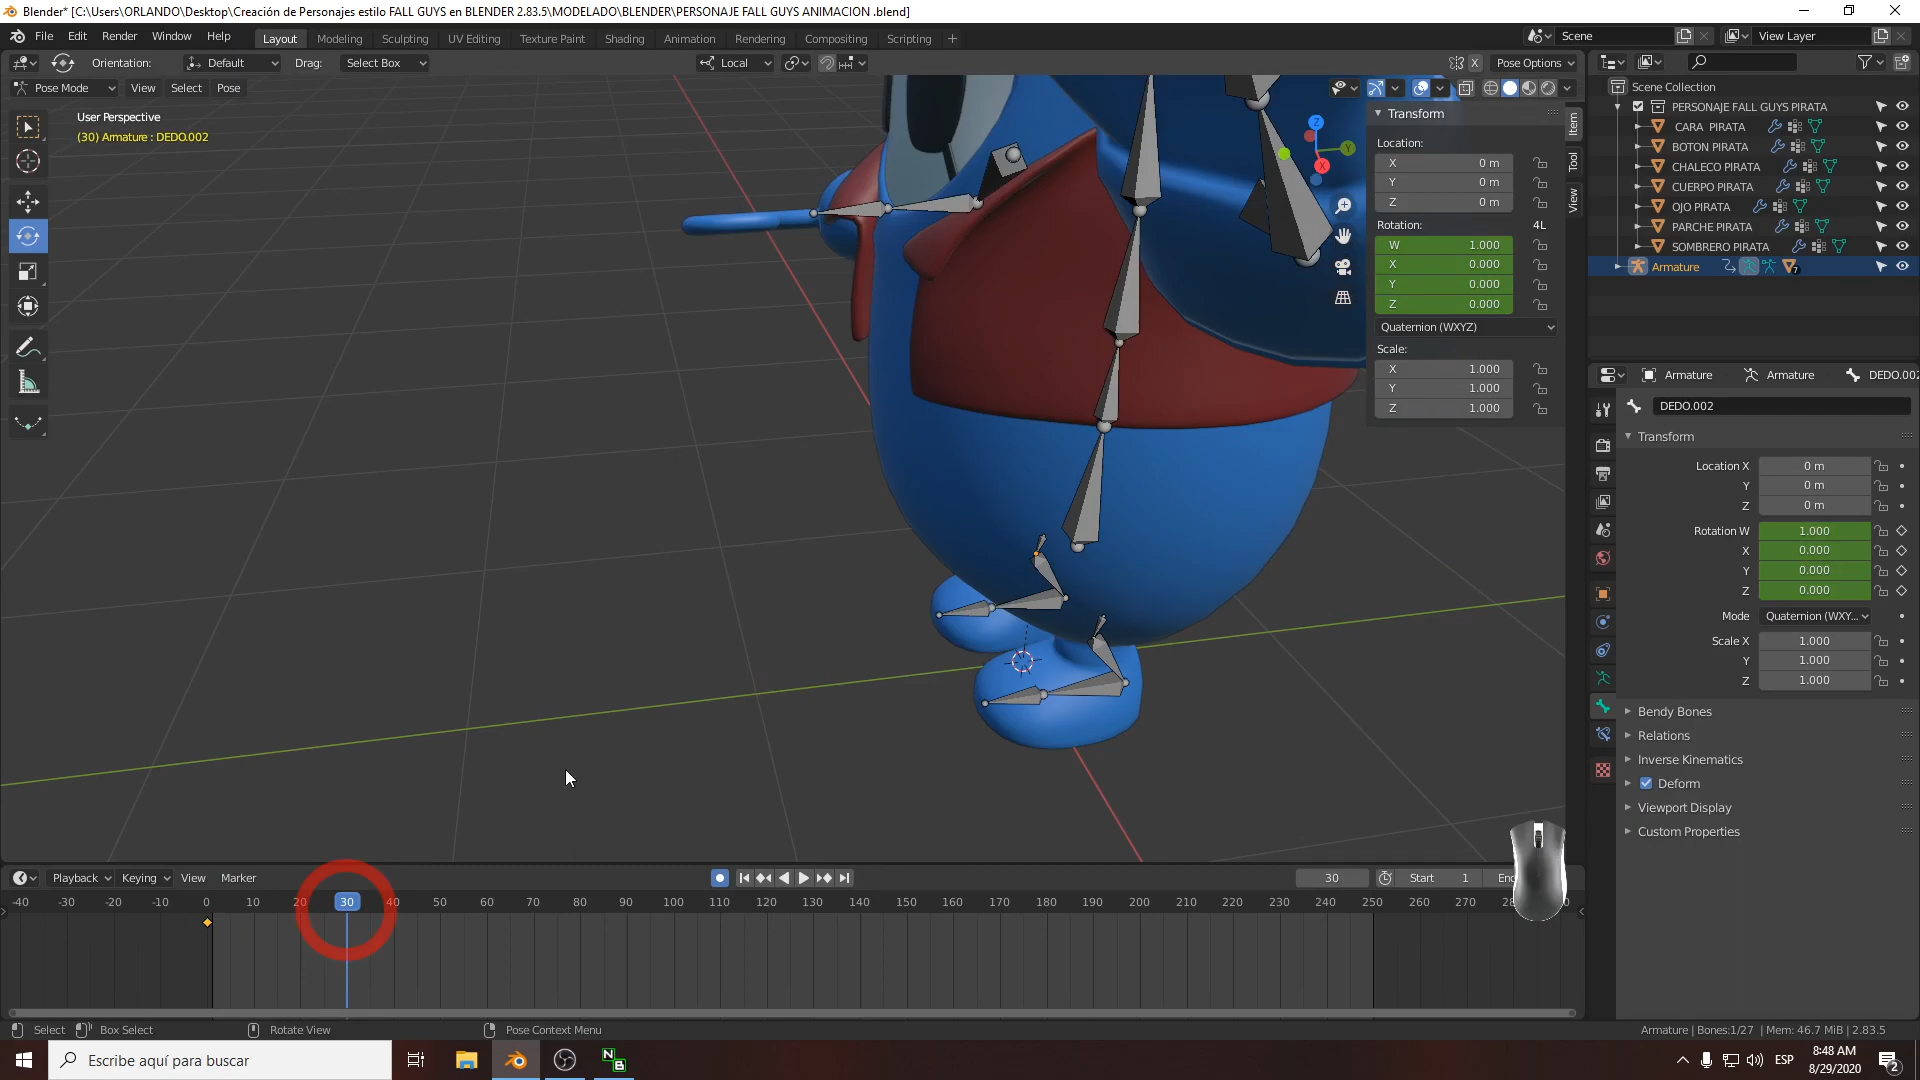 Blender* [C:\Users\ORLANDO\Desktop\Creación de Personajes estilo FALL GUYS en BLENDER 2.83.5\MODELADO\BLENDER\PERSONAJE FALL GUYS ANIMACION .blend]
File Edit Render Window Help Layout Modeling Sculpting UV Editing Texture Paint Shading Animation Rendering Compositing Scripting + Scene View Layer
Orientation: Default Drag: Select Box Local X Pose Options
Pose Mode View Select Pose
User Perspective
(30) Armature : DEDO.002
Transform
Location:
X 0 m
Y 0 m
Z 0 m
Rotation: 4L
W 1.000
X 0.000
Y 0.000
Z 0.000
Quaternion (WXYZ)
Scale:
X 1.000
Y 1.000
Z 1.000
Item
Tool
View
Z
Y
X
Scene Collection
PERSONAJE FALL GUYS PIRATA
CARA PIRATA
BOTON PIRATA
CHALECO PIRATA
CUERPO PIRATA
OJO PIRATA
PARCHE PIRATA
SOMBRERO PIRATA
Armature 7
Armature Armature DEDO.002
DEDO.002
Transform
Location X 0 m
Y 0 m
Z 0 m
Rotation W 1.000
X 0.000
Y 0.000
Z 0.000
Mode Quaternion (WXY...
Scale X 1.000
Y 1.000
Z 1.000
Bendy Bones
Relations
Inverse Kinematics
Deform
Viewport Display
Custom Properties
Playback Keying View Marker 30 Start 1
-40 -30 -20 -10 0 10 20 30 40 50 60 70 80 90 100 110 120 130 140 150 160 170 180 190 200 210 220 230 240 250 260 270
Select Box Select Rotate View Pose Context Menu Armature | Bones:1/27 | Mem: 46.7 MiB | 2.83.5
Escribe aquí para buscar N B ESP 8:48 AM
8/29/2020 2